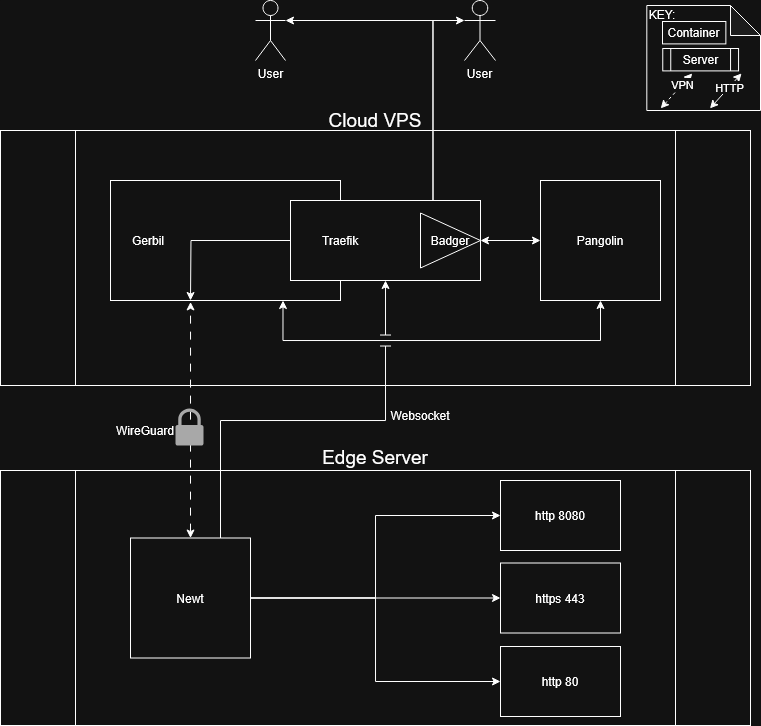 KEY:
Container
Server
VPN
HTTP
User
User
Cloud VPS
Gerbil
Traefik
Badger
Pangolin
Websocket
WireGuard
Edge Server
http 8080
Newt
https 443
http 80